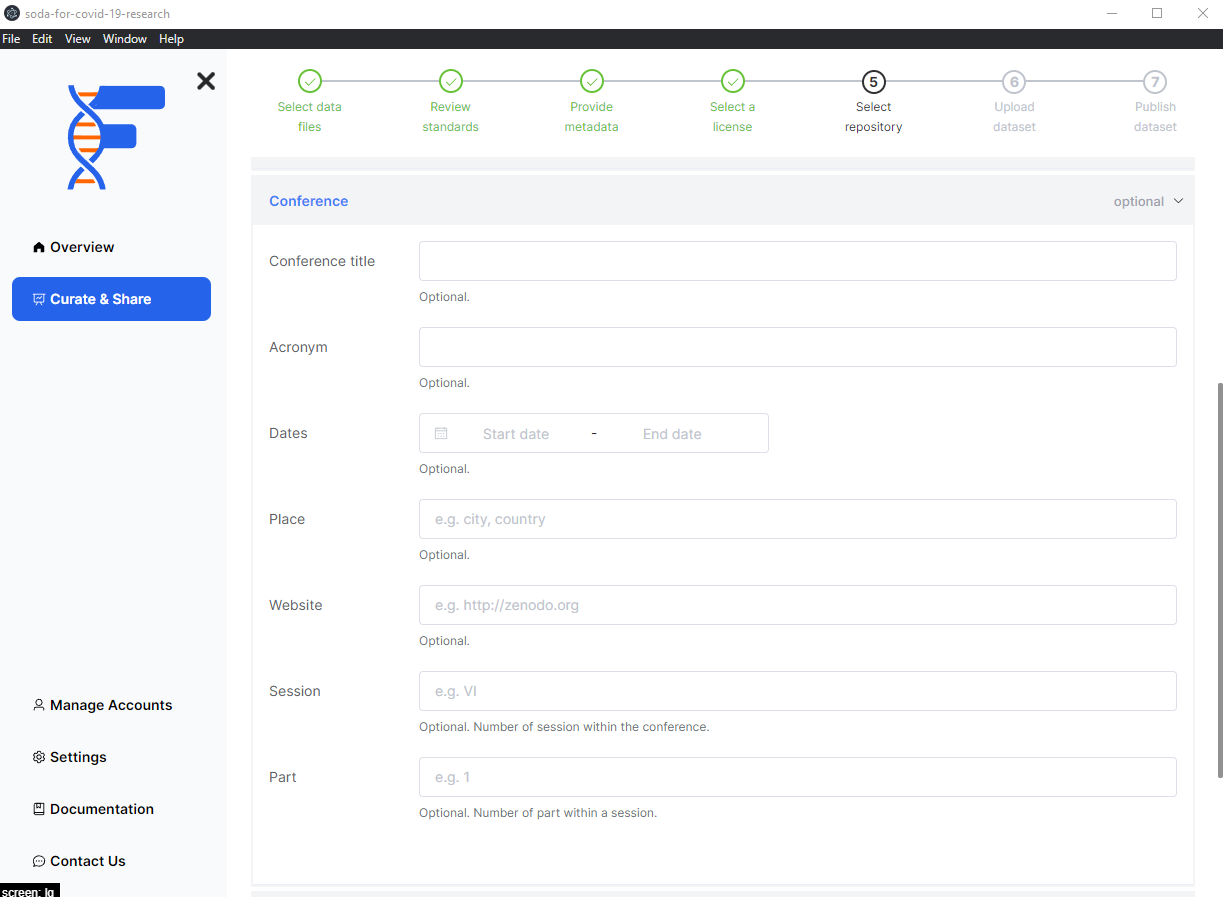 soda-for-covid-19-research
File Edit View Window Help
Select data
files
Review
standards
Provide
metadata
Select a
license
5
Select
repository
6
Upload
dataset
7
Publish
dataset
Overview
Curate & Share
Manage Accounts
Settings
Documentation
Contact Us
screen: lg
Conference optional
Conference title
Optional.
Acronym
Optional.
Dates Start date - End date
Optional.
Place e.g. city, country
Optional.
Website e.g. http://zenodo.org
Optional.
Session e.g. VI
Optional. Number of session within the conference.
Part e.g. 1
Optional. Number of part within a session.